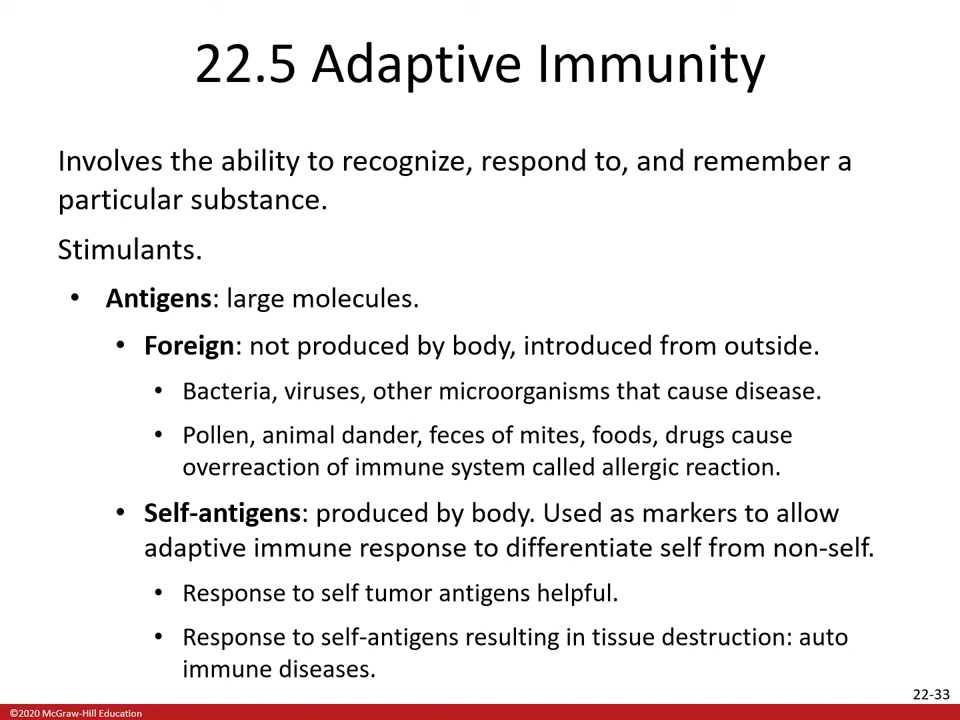 22.5 Adaptive Immunity
Involves the ability to recognize, respond to, and remember a
particular substance.
Stimulants.
• Antigens: large molecules.
• Foreign: not produced by body, introduced from outside.
• Bacteria, viruses, other microorganisms that cause disease.
• Pollen, animal dander, feces of mites, foods, drugs cause
overreaction of immune system called allergic reaction.
• Self-antigens: produced by body. Used as markers to allow
adaptive immune response to differentiate self from non-self.
• Response to self tumor antigens helpful.
• Response to self-antigens resulting in tissue destruction: auto
immune diseases.
22-33
©2020 McGraw-Hill Education